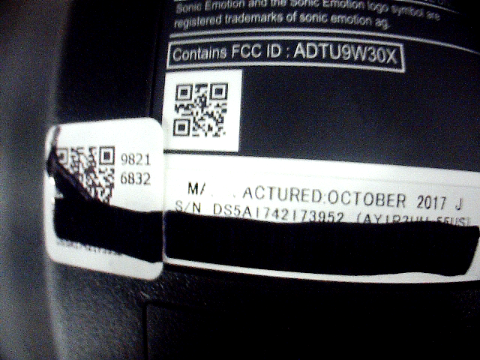 Sonic Emotion and the Sonic Emotion logo symbol are
registered trademarks of sonic emotion ag.
Contains FCC ID : ADTU9W30X
9821
6832
ACTURED:OCTOBER 2017 J
S/N DS5A1742173952